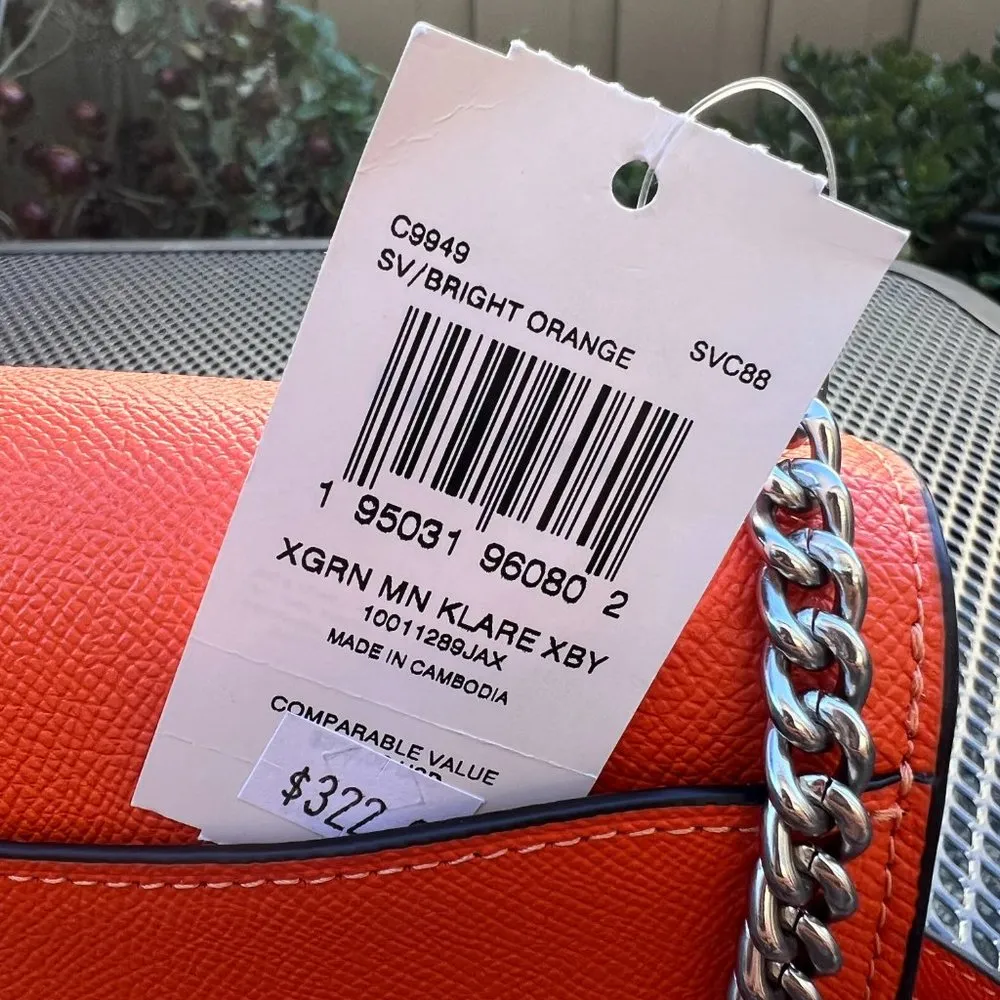 C9949
SV/BRIGHT ORANGE SVC88
1 95031 96080 2
XGRN MN KLARE XBY
10011289JAX
MADE IN CAMBODIA
COMPARABLE VALUE
$322